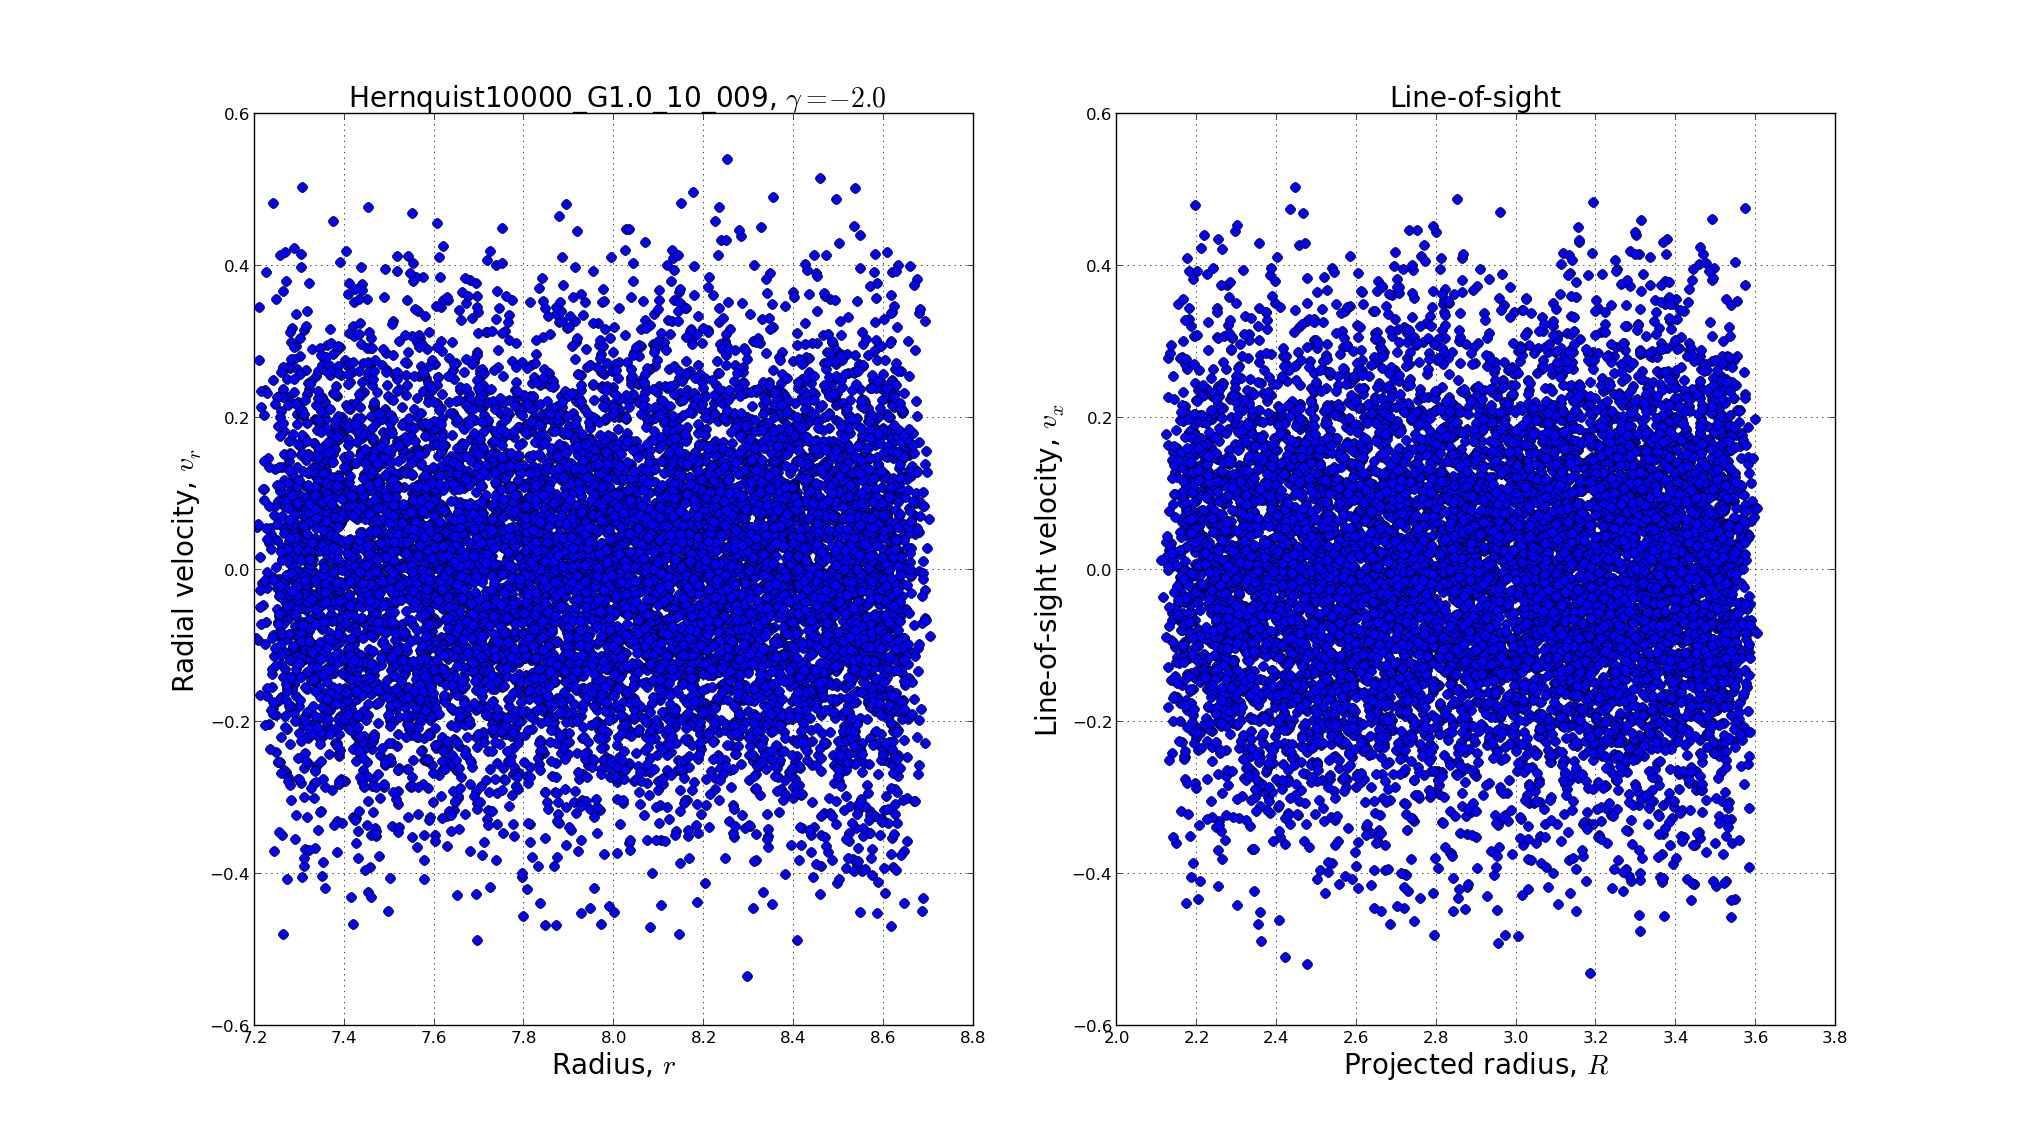 Hernquist10000_G1.0_10_009, γ=−2.0
0.6
0.4
0.2
0.0
−0.2
−0.4
−0.6
Radial velocity, v_r
7.2 7.4 7.6 7.8 8.0 8.2 8.4 8.6 8.8
Radius, r
Line-of-sight
0.6
0.4
0.2
0.0
−0.2
−0.4
−0.6
Line-of-sight velocity, v_x
2.0 2.2 2.4 2.6 2.8 3.0 3.2 3.4 3.6 3.8
Projected radius, R